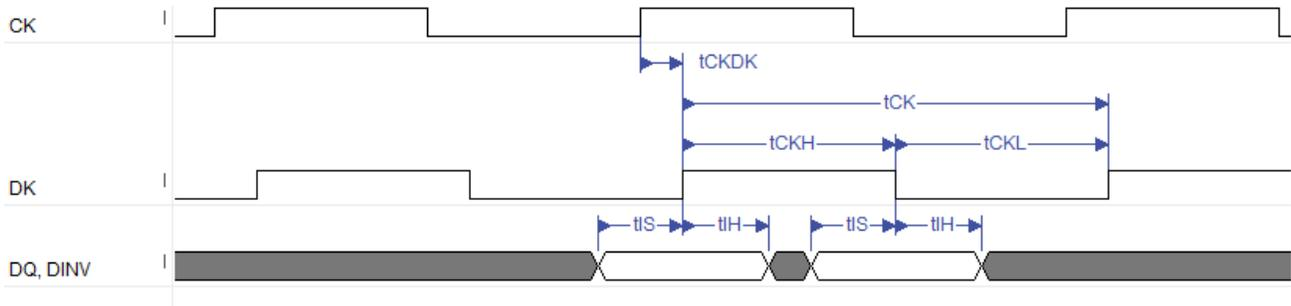 CK
tCKDK
tCK
tCKH tCKL
DK
tIS tIH tIS tIH
DQ, DINV